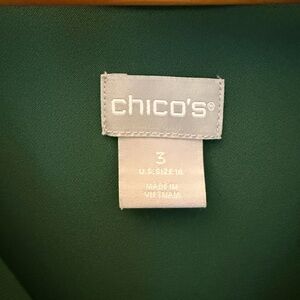 chico's®
3
U.S. SIZE 16
MADE IN
VIETNAM